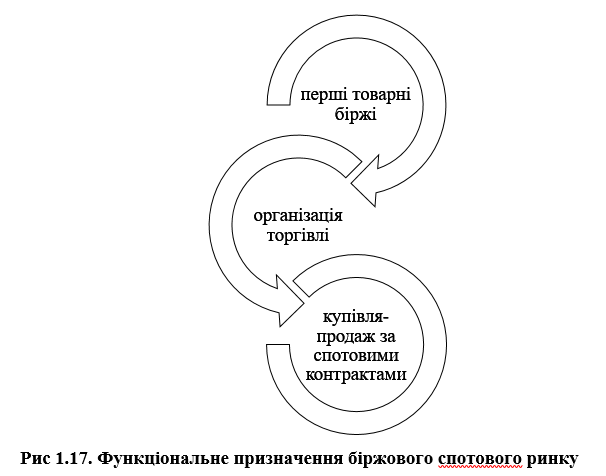 перші товарні
біржі
організація
торгівлі
купівля-
продаж за
спотовими
контрактами
Рис 1.17. Функціональне призначення біржового спотового ринку